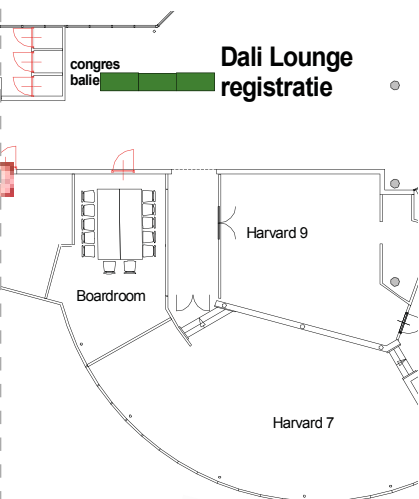 Dali Lounge
registratie
congres
balie
Harvard 9
Boardroom
Harvard 7